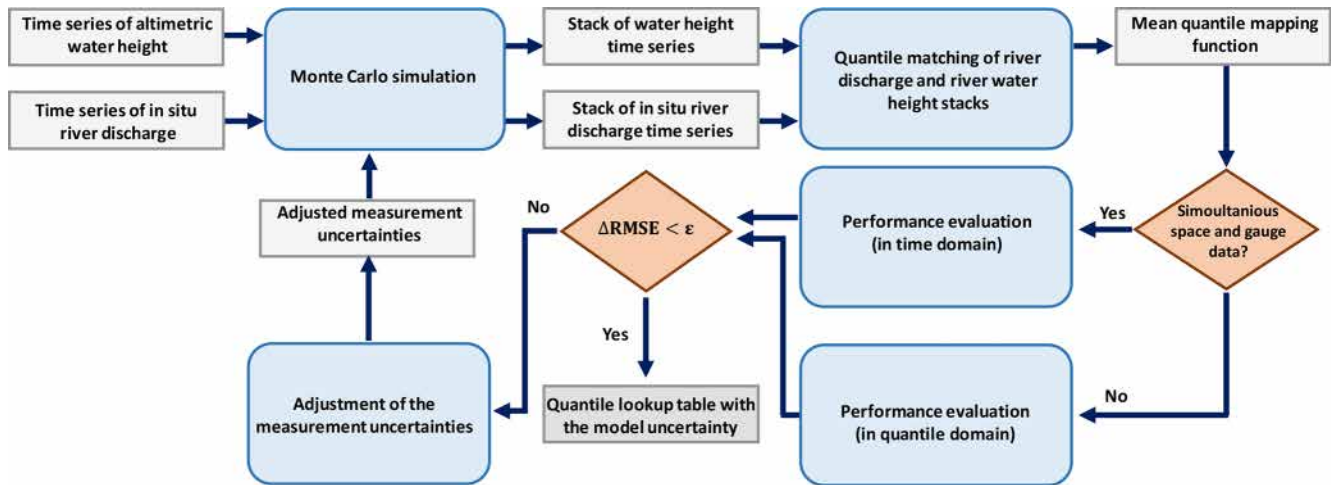 Time series of altimetric
water height
Monte Carlo simulation
Stack of water height
time series
Quantile matching of river
discharge and river water
height stacks
Mean quantile mapping
function
Time series of in situ
river discharge
Stack of in situ river
discharge time series
Adjusted measurement
uncertainties
No
ΔRMSE < ε
Performance evaluation
(in time domain)
Yes
Simoultanious
space and gauge
data?
Yes
Adjustment of the
measurement uncertainties
Quantile lookup table with
the model uncertainty
Performance evaluation
(in quantile domain)
No